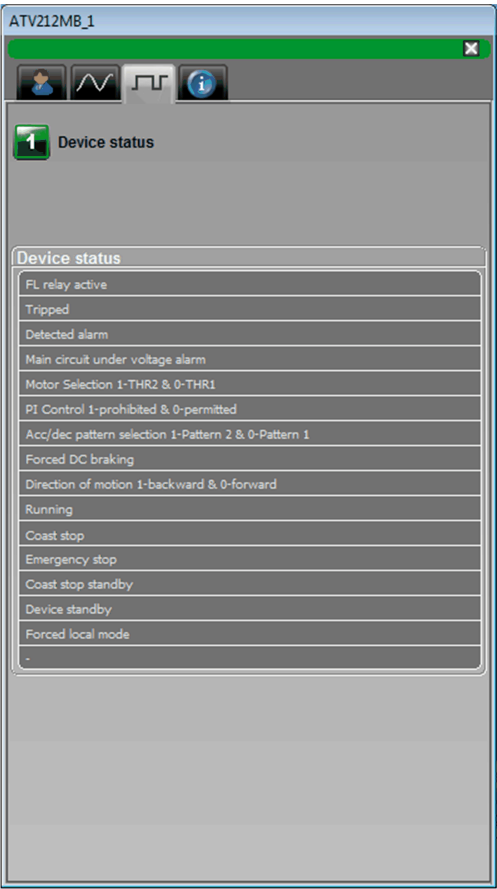 ATV212MB_1
1 Device status
Device status
FL relay active
Tripped
Detected alarm
Main circuit under voltage alarm
Motor Selection 1-THR2 & 0-THR1
PI Control 1-prohibited & 0-permitted
Acc/dec pattern selection 1-Pattern 2 & 0-Pattern 1
Forced DC braking
Direction of motion 1-backward & 0-forward
Running
Coast stop
Emergency stop
Coast stop standby
Device standby
Forced local mode
-